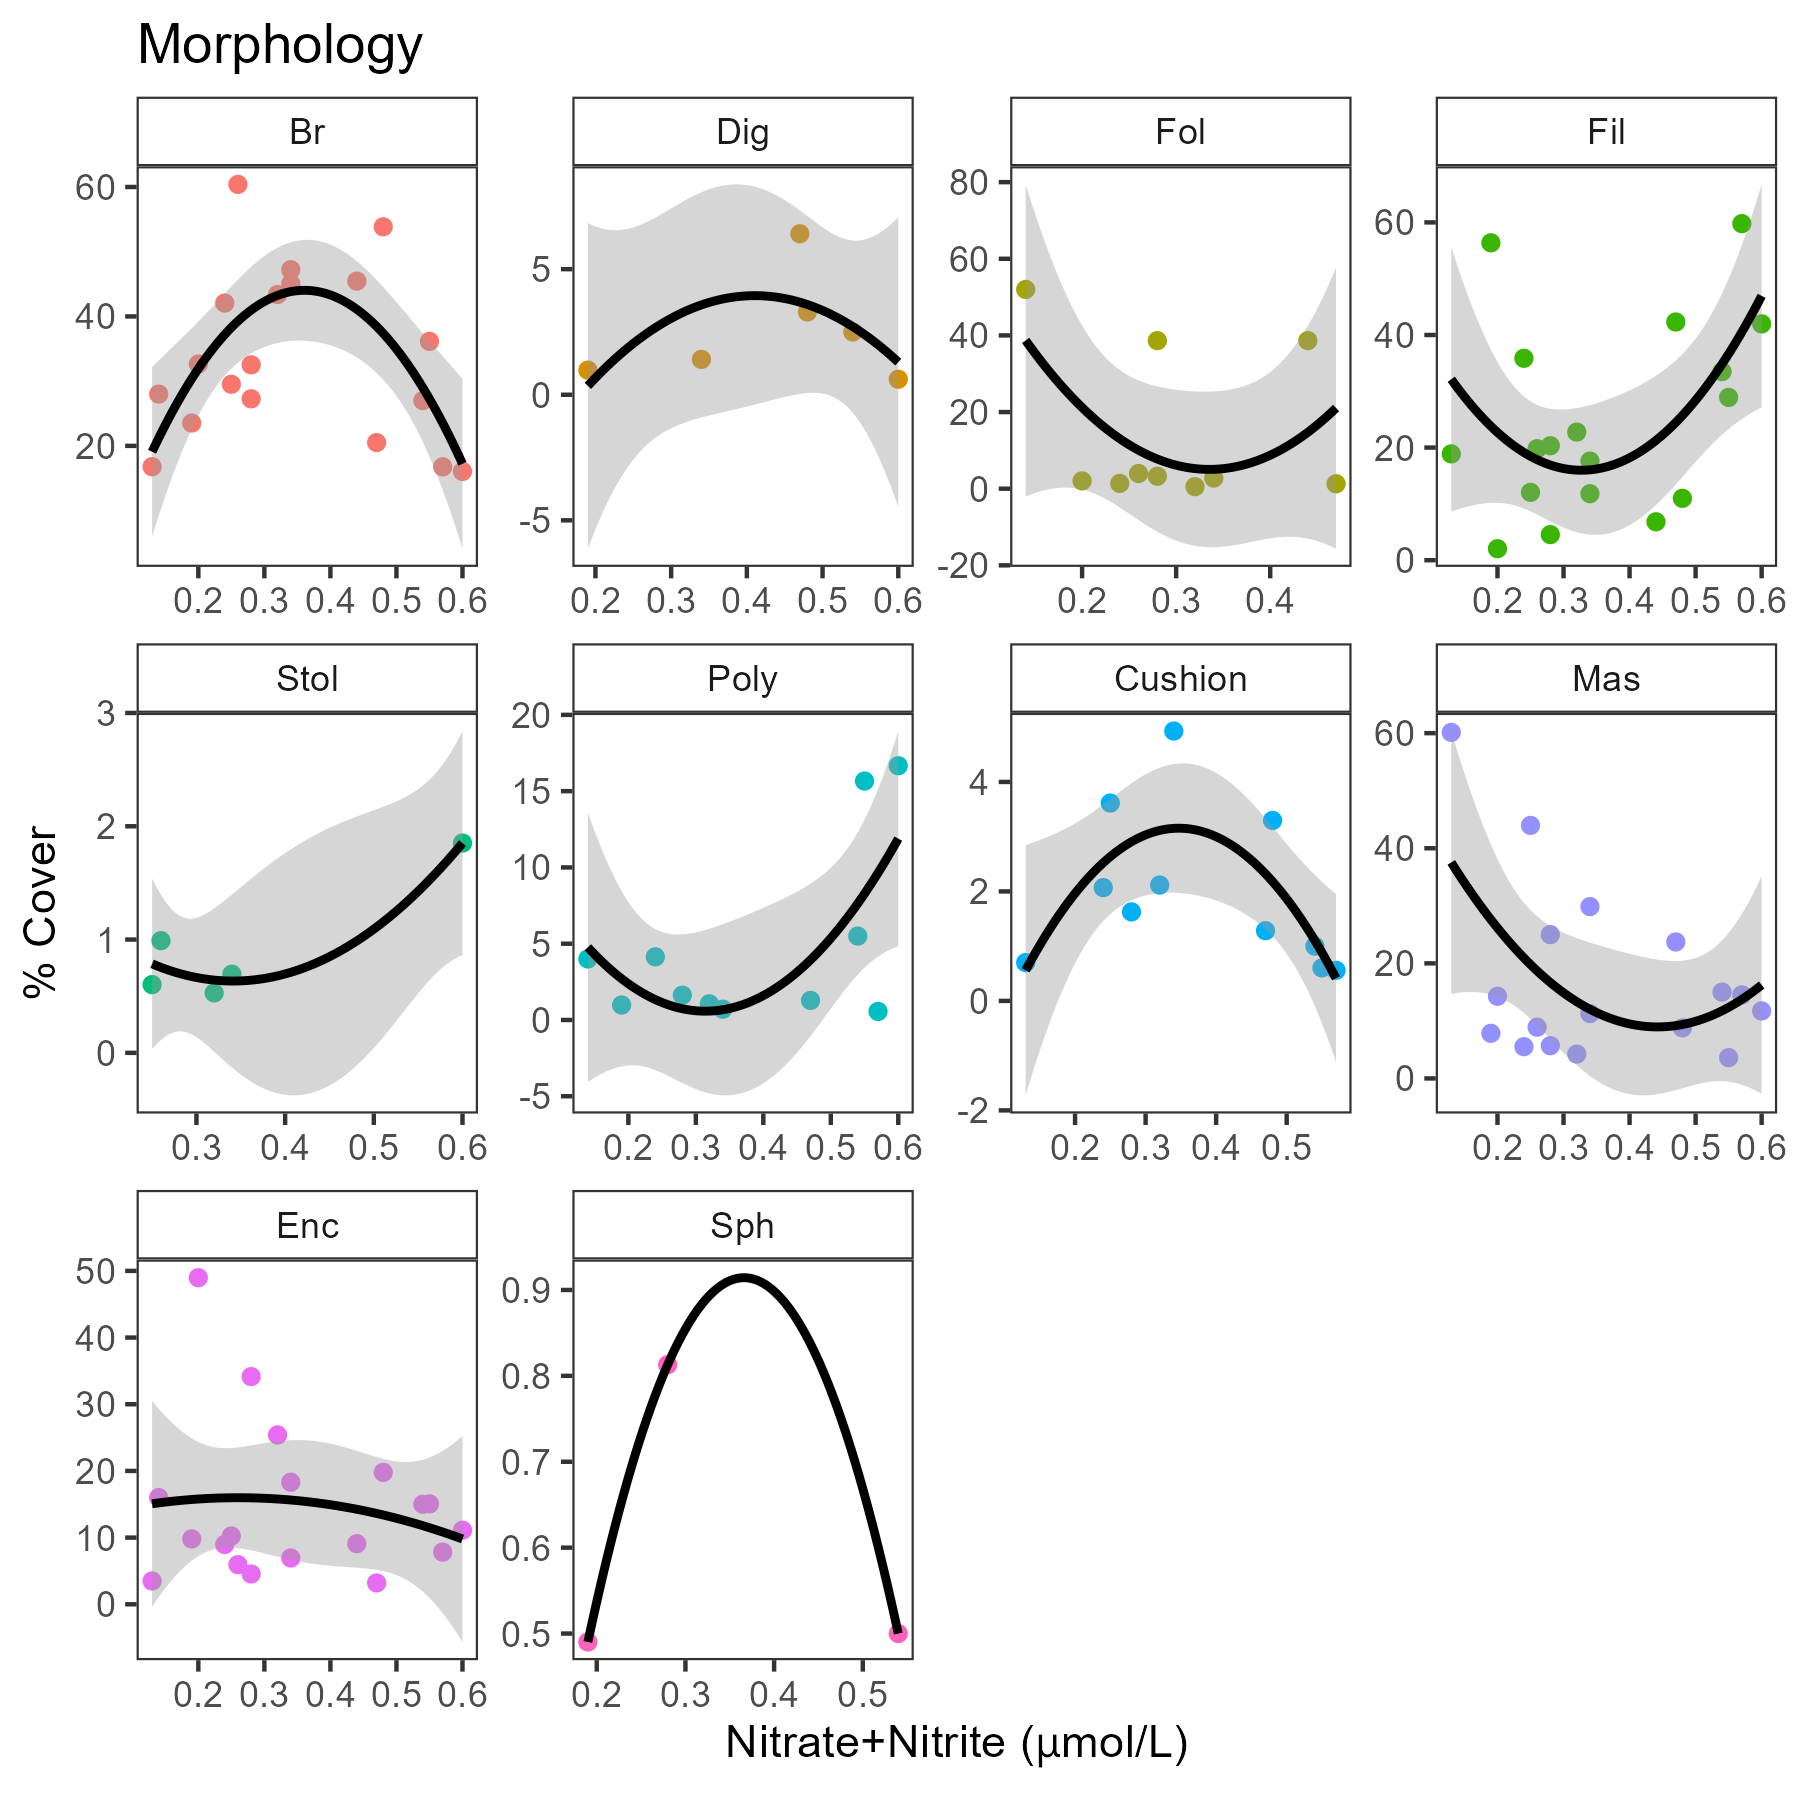 Morphology
Br Dig Fol Fil
60
40
20
0.2 0.3 0.4 0.5 0.6
5
0
-5
0.2 0.3 0.4 0.5 0.6
80
60
40
20
0
-20
0.2 0.3 0.4
60
40
20
0
0.2 0.3 0.4 0.5 0.6
% Cover
Stol Poly Cushion Mas
3
2
1
0
0.3 0.4 0.5 0.6
20
15
10
5
0
-5
0.2 0.3 0.4 0.5 0.6
4
2
0
-2
0.2 0.3 0.4 0.5
60
40
20
0
0.2 0.3 0.4 0.5 0.6
Enc Sph
50
40
30
20
10
0
0.2 0.3 0.4 0.5 0.6
0.9
0.8
0.7
0.6
0.5
0.2 0.3 0.4 0.5
Nitrate+Nitrite (μmol/L)